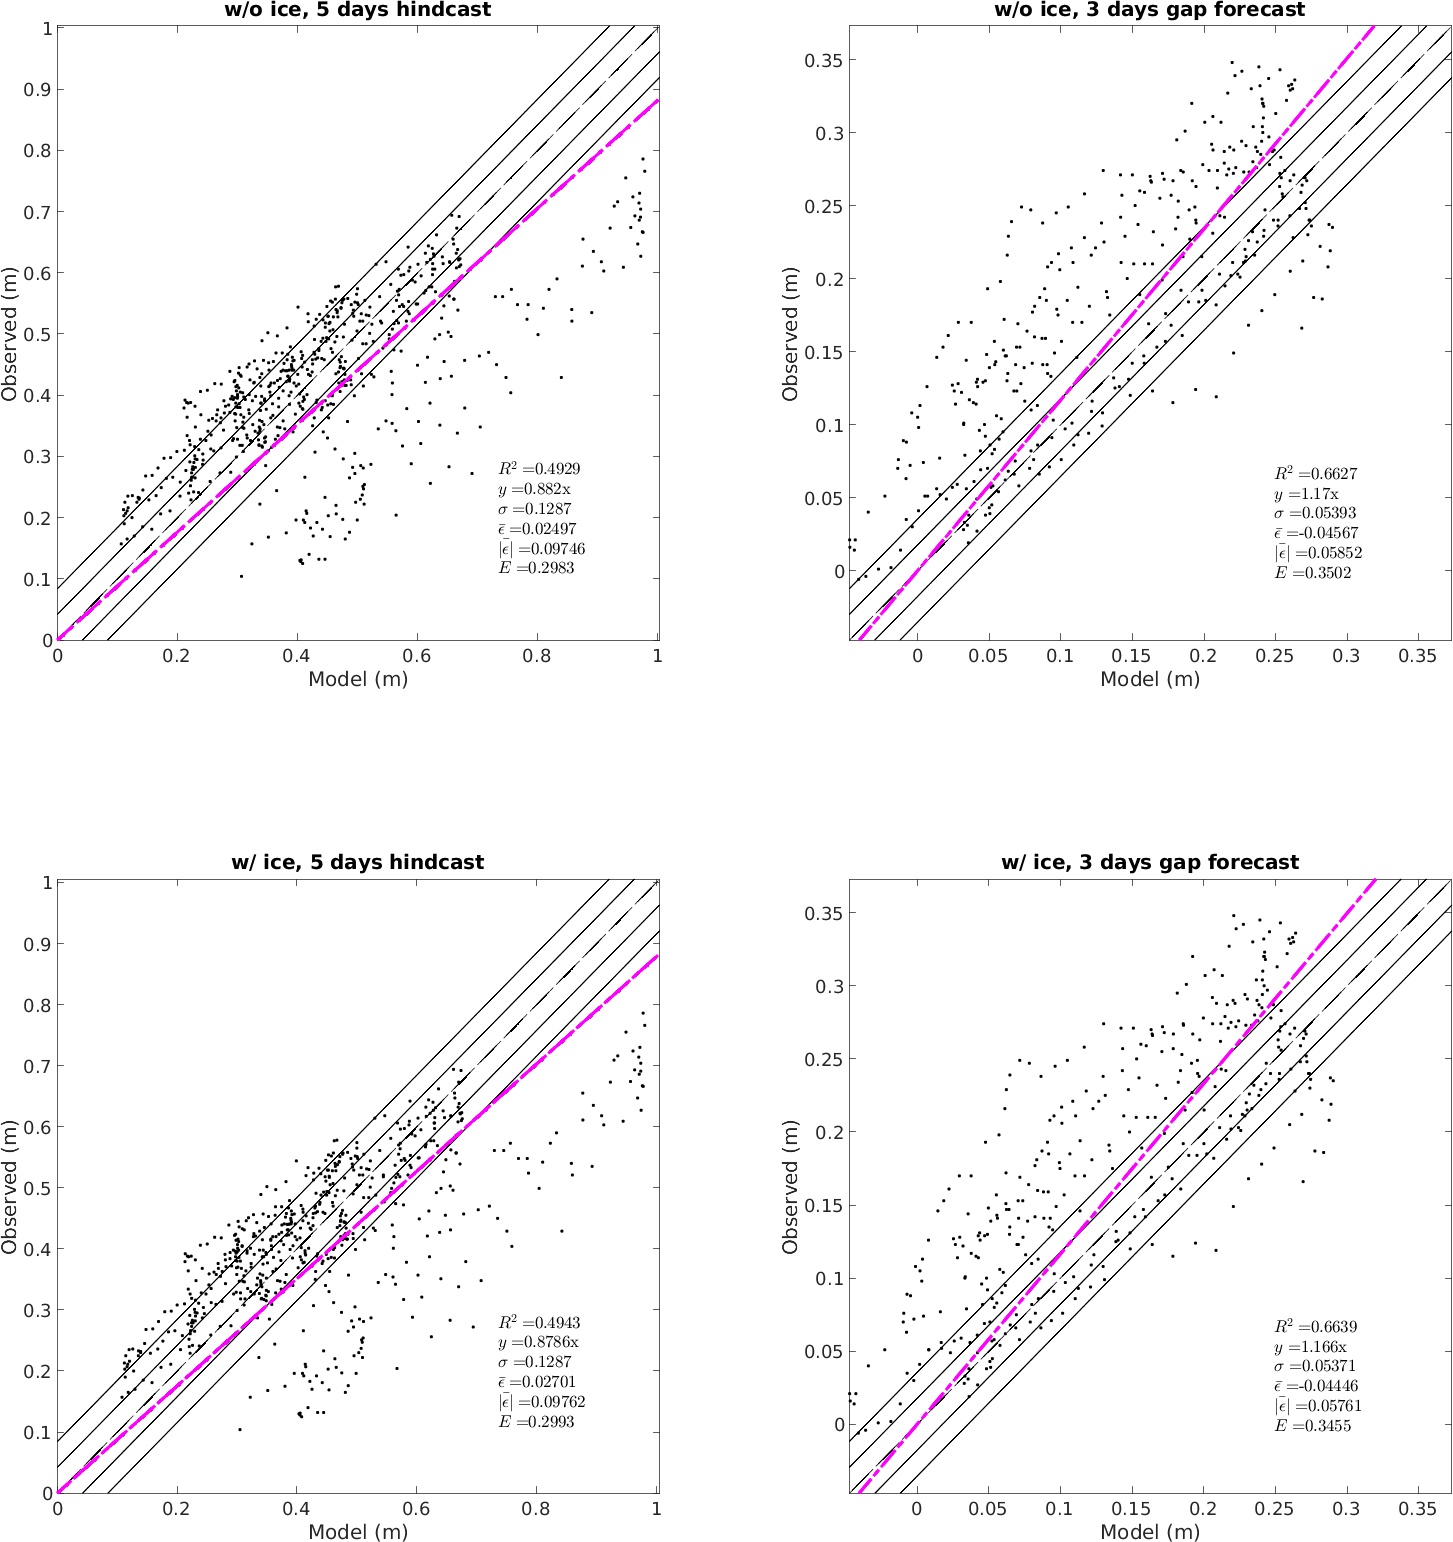 w/o ice, 5 days hindcast
1
0.9
0.8
0.7
0.6
0.5
0.4
0.3
0.2
0.1
0
Observed (m)
R² =0.4929
y =0.882x
σ =0.1287
ε̄ =0.02497
|ε̄| =0.09746
E =0.2983
0 0.2 0.4 0.6 0.8 1
Model (m)
w/o ice, 3 days gap forecast
0.35
0.3
0.25
0.2
0.15
0.1
0.05
0
Observed (m)
R² =0.6627
y =1.17x
σ =0.05393
ε̄ =-0.04567
|ε̄| =0.05852
E =0.3502
0 0.05 0.1 0.15 0.2 0.25 0.3 0.35
Model (m)
w/ ice, 5 days hindcast
1
0.9
0.8
0.7
0.6
0.5
0.4
0.3
0.2
0.1
0
Observed (m)
R² =0.4943
y =0.8786x
σ =0.1287
ε̄ =0.02701
|ε̄| =0.09762
E =0.2993
0 0.2 0.4 0.6 0.8 1
Model (m)
w/ ice, 3 days gap forecast
0.35
0.3
0.25
0.2
0.15
0.1
0.05
0
Observed (m)
R² =0.6639
y =1.166x
σ =0.05371
ε̄ =-0.04446
|ε̄| =0.05761
E =0.3455
0 0.05 0.1 0.15 0.2 0.25 0.3 0.35
Model (m)